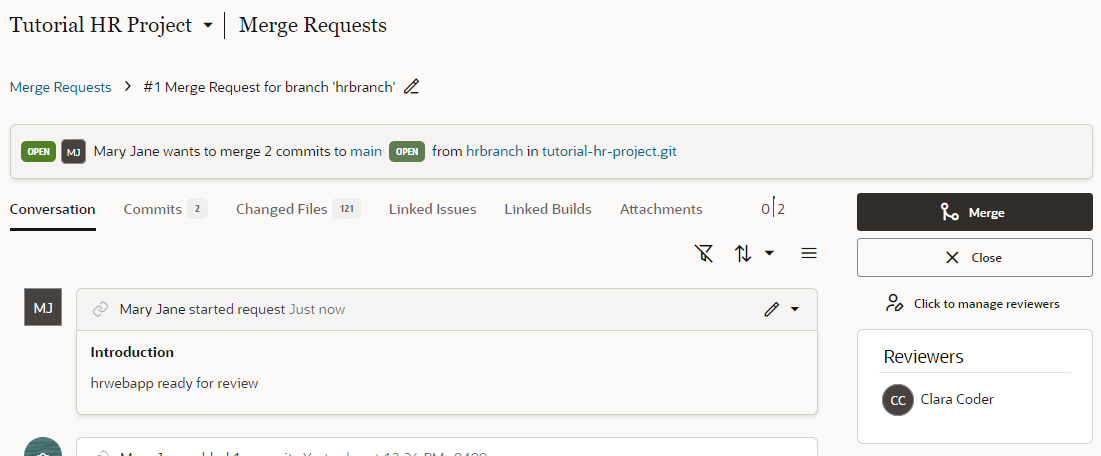 Tutorial HR Project Merge Requests
Merge Requests > #1 Merge Request for branch 'hrbranch'
OPEN MJ Mary Jane wants to merge 2 commits to main OPEN from hrbranch in tutorial-hr-project.git
Conversation Commits 2 Changed Files 121 Linked Issues Linked Builds Attachments 0 2
Merge
Close
MJ
Mary Jane started request Just now
Click to manage reviewers
Introduction
hrwebapp ready for review
Reviewers
CC Clara Coder